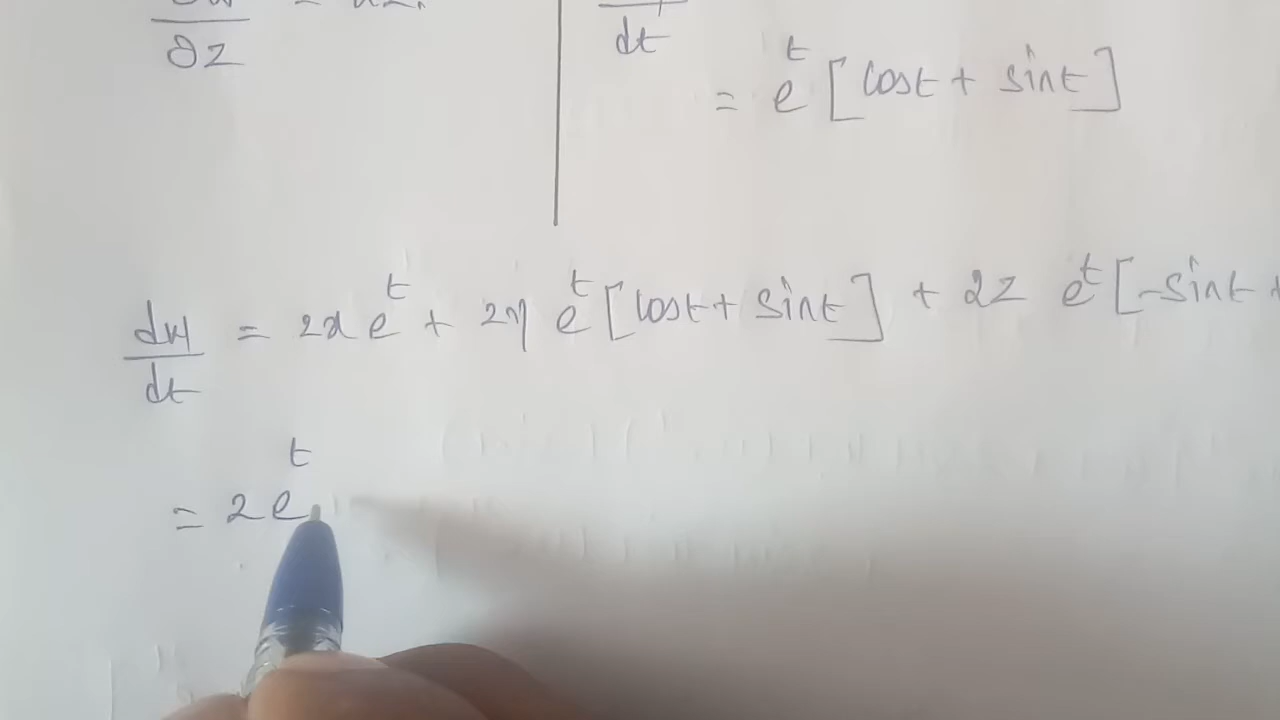 ∂z
dt
= e^t [cost + sint]
dw/dt = 2x e^t + 2y e^t [cost + sint] + 2z e^t [-sint +
= 2e^t